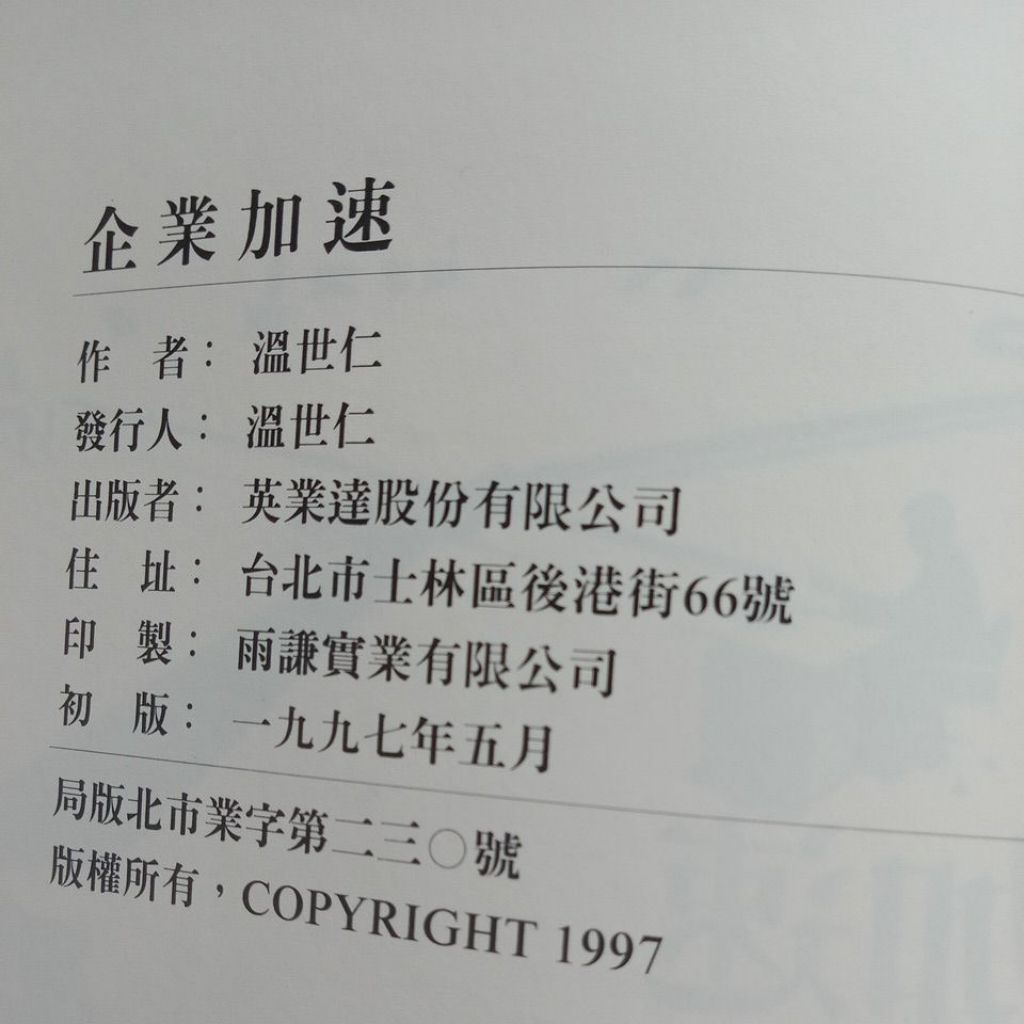 企業加速
作　者： 溫世仁
發行人： 溫世仁
出版者： 英業達股份有限公司
住　址： 台北市士林區後港街66號
印　製： 雨謙實業有限公司
初　版： 一九九七年五月
局版北市業字第二三○號
版權所有，COPYRIGHT 1997